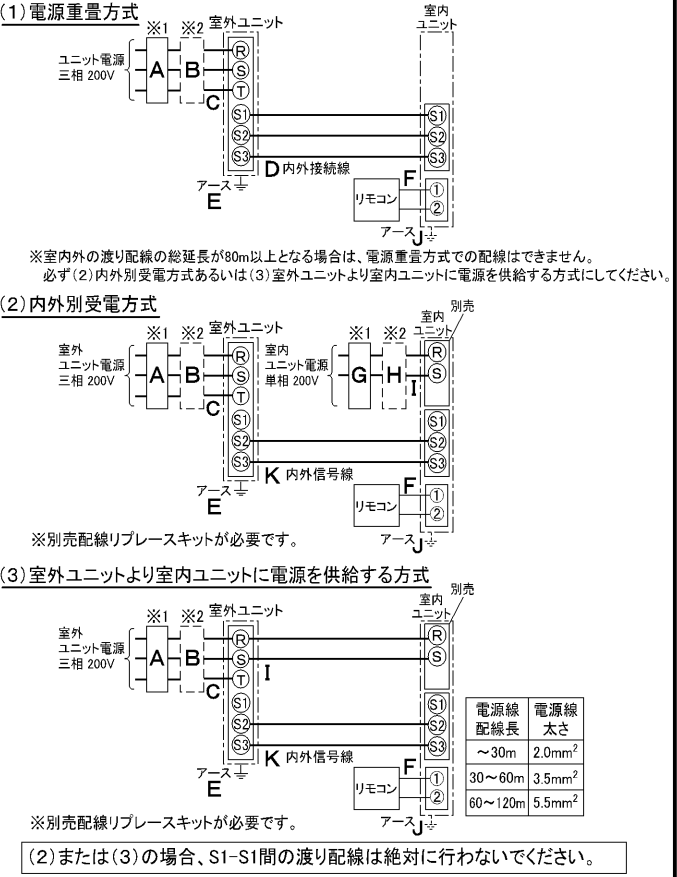 (1)電源重畳方式
※1 ※2 室外ユニット
室内
ユニット
ユニット電源
三相 200V
A B
R
S
T
C
S1 S1
S2 S2
S3 S3
D 内外接続線
アース
E
F
リモコン
①
②
アース J
※室内外の渡り配線の総延長が80m以上となる場合は、電源重畳方式での配線はできません。
必ず(2)内外別受電方式あるいは(3)室外ユニットより室内ユニットに電源を供給する方式にしてください。
(2)内外別受電方式
別売
※1 ※2 室外ユニット
※1 ※2 室内
ユニット
室外
ユニット電源
三相 200V
A B
R
S
T
C
室内
ユニット電源
単相 200V
G H
I
R
S
S1 S1
S2 S2
S3 S3
K 内外信号線
アース
E
F
リモコン
①
②
アース J
※別売配線リプレースキットが必要です。
(3)室外ユニットより室内ユニットに電源を供給する方式
別売
※1 ※2 室外ユニット
室内
ユニット
室外
ユニット電源
三相 200V
A B
R R
S S
T
C
I
S1 S1
S2 S2
S3 S3
K 内外信号線
アース
E
F
リモコン
①
②
アース J
電源線配線長 電源線太さ
～30m 2.0mm²
30～60m 3.5mm²
60～120m 5.5mm²
※別売配線リプレースキットが必要です。
(2)または(3)の場合、S1-S1間の渡り配線は絶対に行わないでください。